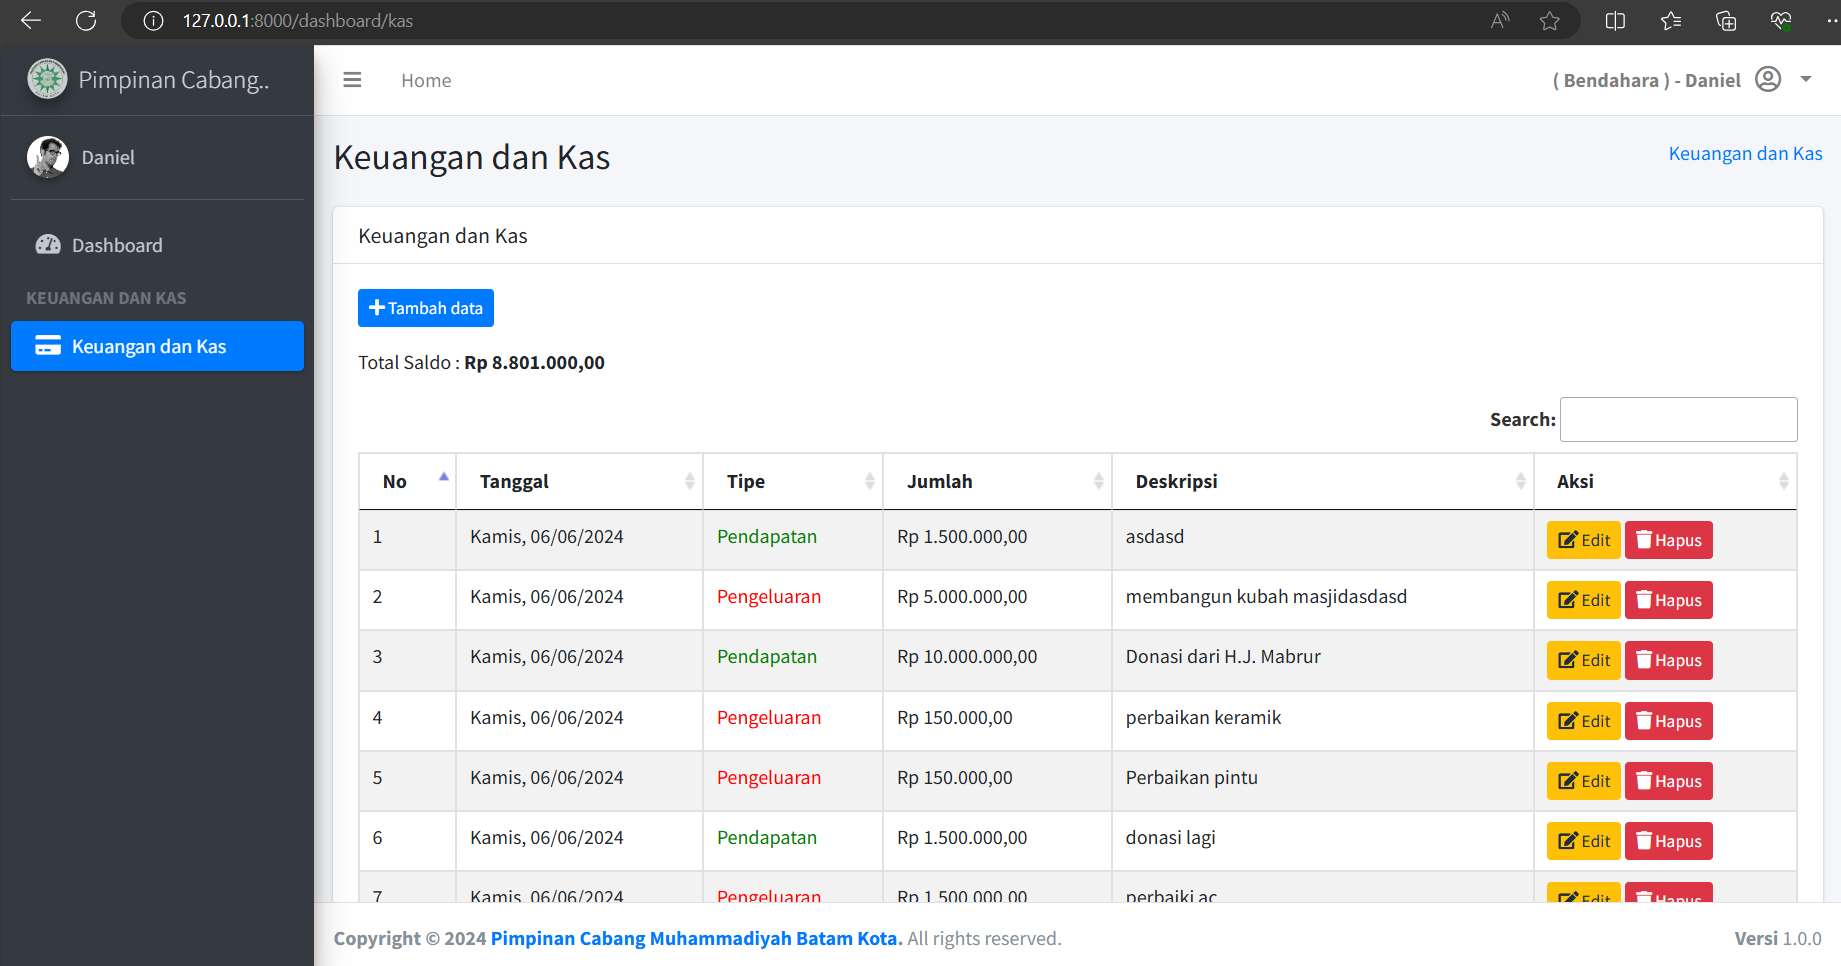 127.0.0.1:8000/dashboard/kas
Pimpinan Cabang..
Home
( Bendahara ) - Daniel
Daniel
Keuangan dan Kas
Keuangan dan Kas
Dashboard
KEUANGAN DAN KAS
Keuangan dan Kas
Keuangan dan Kas
Tambah data
Total Saldo : Rp 8.801.000,00
Search:
No Tanggal Tipe Jumlah Deskripsi Aksi
1 Kamis, 06/06/2024 Pendapatan Rp 1.500.000,00 asdasd Edit Hapus
2 Kamis, 06/06/2024 Pengeluaran Rp 5.000.000,00 membangun kubah masjidasdasd Edit Hapus
3 Kamis, 06/06/2024 Pendapatan Rp 10.000.000,00 Donasi dari H.J. Mabrur Edit Hapus
4 Kamis, 06/06/2024 Pengeluaran Rp 150.000,00 perbaikan keramik Edit Hapus
5 Kamis, 06/06/2024 Pengeluaran Rp 150.000,00 Perbaikan pintu Edit Hapus
6 Kamis, 06/06/2024 Pendapatan Rp 1.500.000,00 donasi lagi Edit Hapus
7 Kamis, 06/06/2024 Pengeluaran Rp 1.500.000,00 perbaiki ac Edit Hapus
Copyright © 2024 Pimpinan Cabang Muhammadiyah Batam Kota. All rights reserved.
Versi 1.0.0